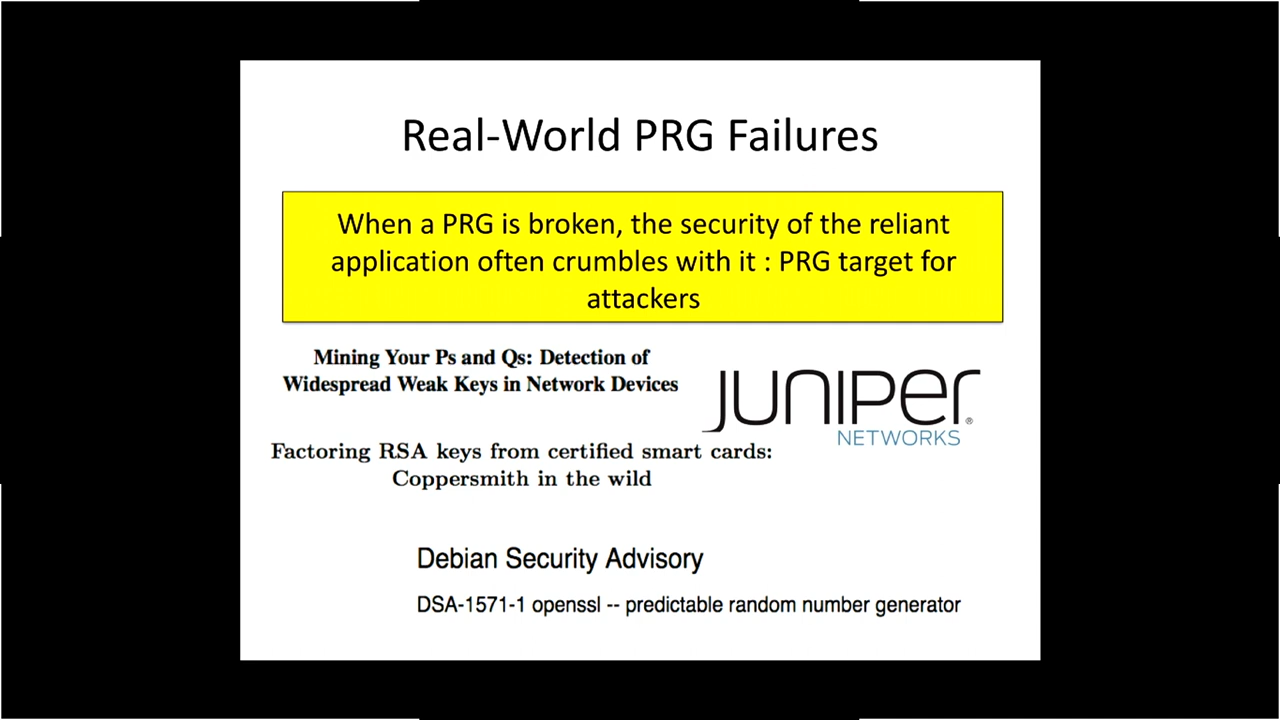 Real-World PRG Failures
When a PRG is broken, the security of the reliant
application often crumbles with it : PRG target for
attackers
Mining Your Ps and Qs: Detection of
Widespread Weak Keys in Network Devices
JUNIPer®
NETWORKS
Factoring RSA keys from certified smart cards:
Coppersmith in the wild
Debian Security Advisory
DSA-1571-1 openssl -- predictable random number generator